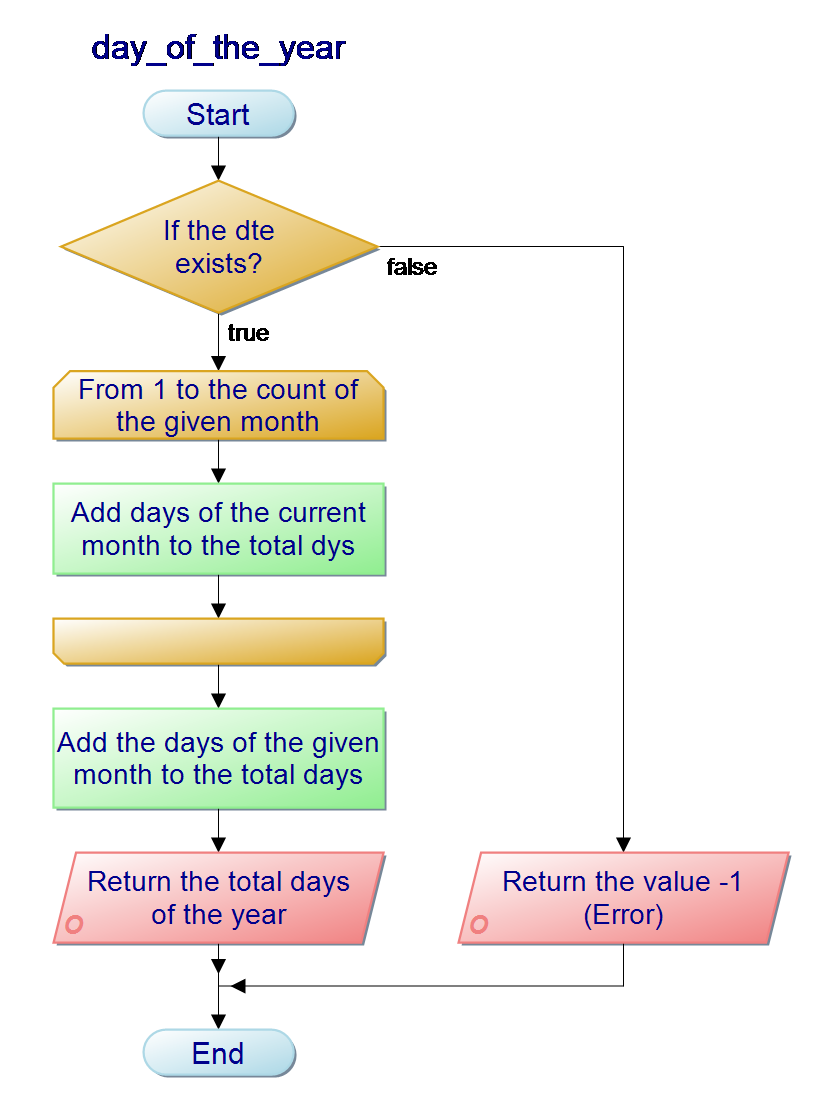 day_of_the_year
Start
If the dte
exists?
false
true
From 1 to the count of
the given month
Add days of the current
month to the total dys
Add the days of the given
month to the total days
Return the total days
of the year
Return the value -1
(Error)
End